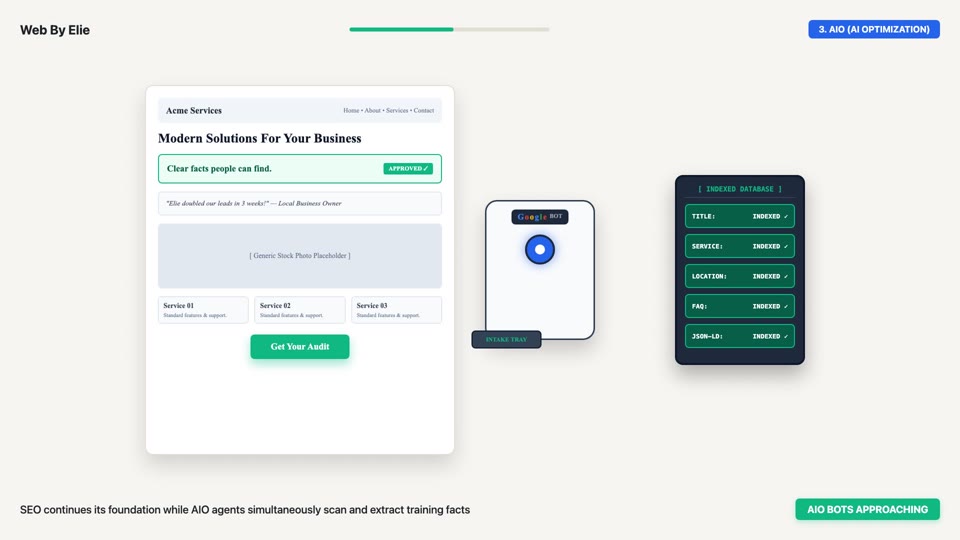 Web By Elie
3. AIO (AI OPTIMIZATION)
Acme Services
Home • About • Services • Contact
Modern Solutions For Your Business
Clear facts people can find.
APPROVED ✓
"Elie doubled our leads in 3 weeks!" — Local Business Owner
[ Generic Stock Photo Placeholder ]
Service 01
Standard features & support.
Service 02
Standard features & support.
Service 03
Standard features & support.
Get Your Audit
Google BOT
INTAKE TRAY
[ INDEXED DATABASE ]
TITLE: INDEXED ✓
SERVICE: INDEXED ✓
LOCATION: INDEXED ✓
FAQ: INDEXED ✓
JSON-LD: INDEXED ✓
SEO continues its foundation while AIO agents simultaneously scan and extract training facts
AIO BOTS APPROACHING